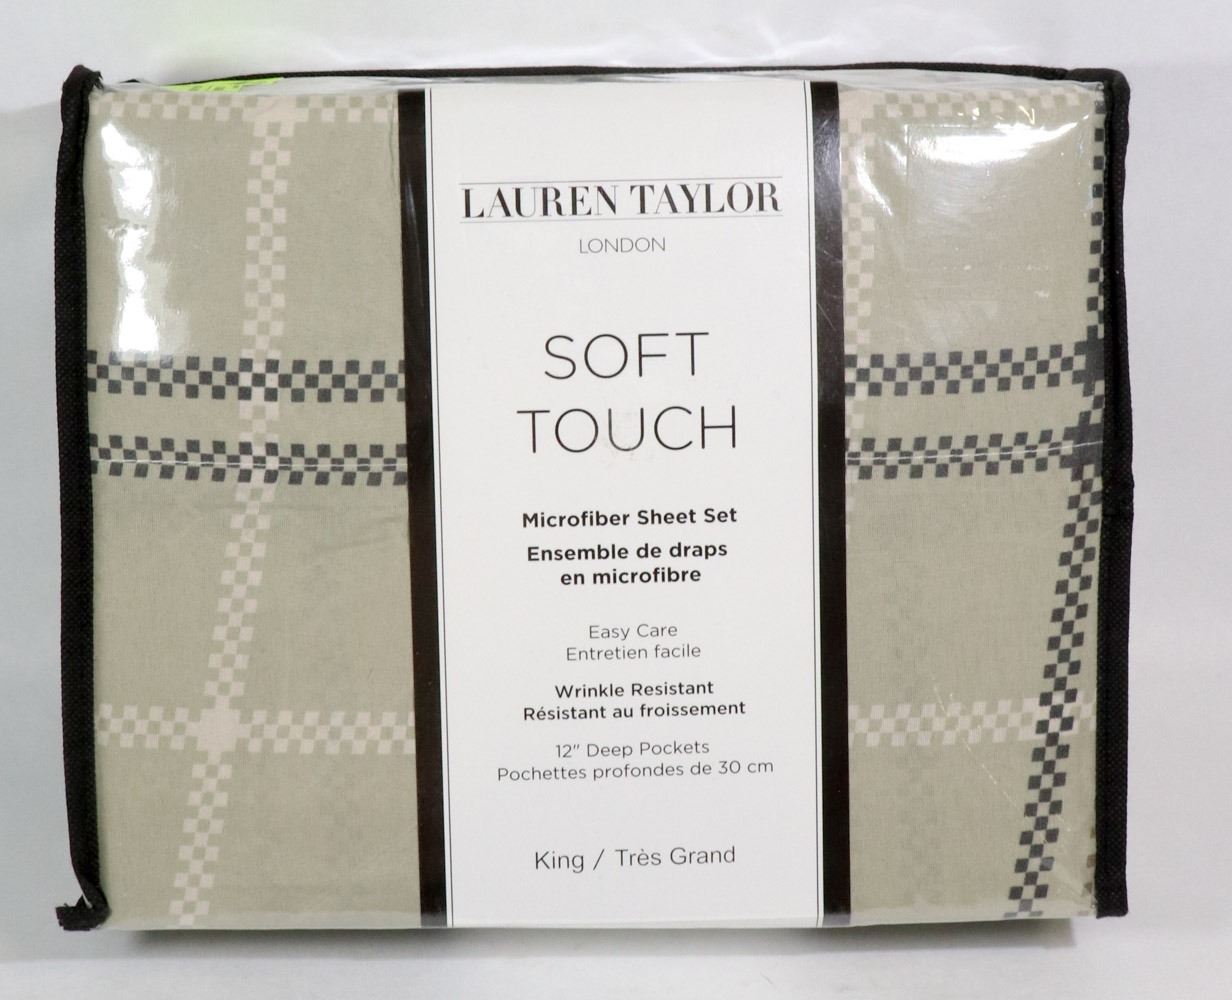 LAUREN TAYLOR
LONDON
SOFT
TOUCH
Microfiber Sheet Set
Ensemble de draps
en microfibre
Easy Care
Entretien facile
Wrinkle Resistant
Résistant au froissement
12" Deep Pockets
Pochettes profondes de 30 cm
King / Très Grand